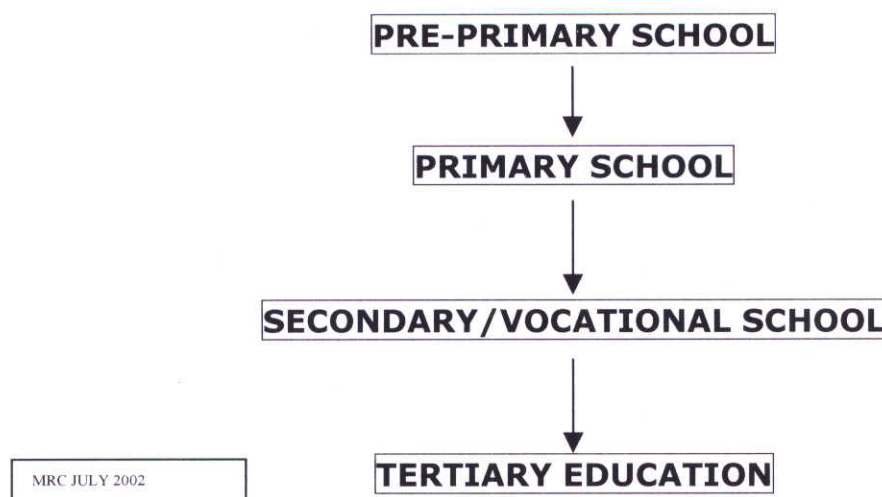 PRE-PRIMARY SCHOOL
PRIMARY SCHOOL
SECONDARY/VOCATIONAL SCHOOL
TERTIARY EDUCATION
MRC JULY 2002